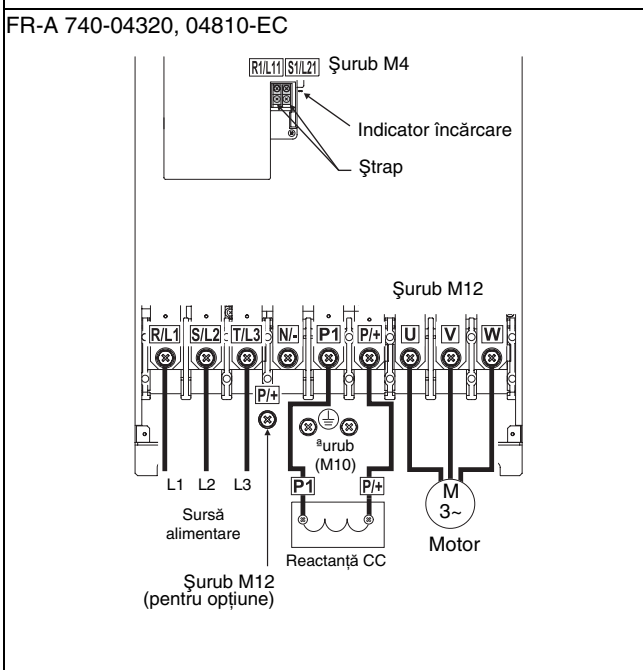 FR-A 740-04320, 04810-EC
R1/L11 S1/L21 Şurub M4
Indicator încărcare
Ştrap
Şurub M12
R/L1 S/L2 T/L3 N/- P1 P/+ U V W
P/+
ªurub
(M10)
L1 L2 L3
P1 P/+
M
3~
Sursă
alimentare
Reactanţă CC
Motor
Şurub M12
(pentru opţiune)